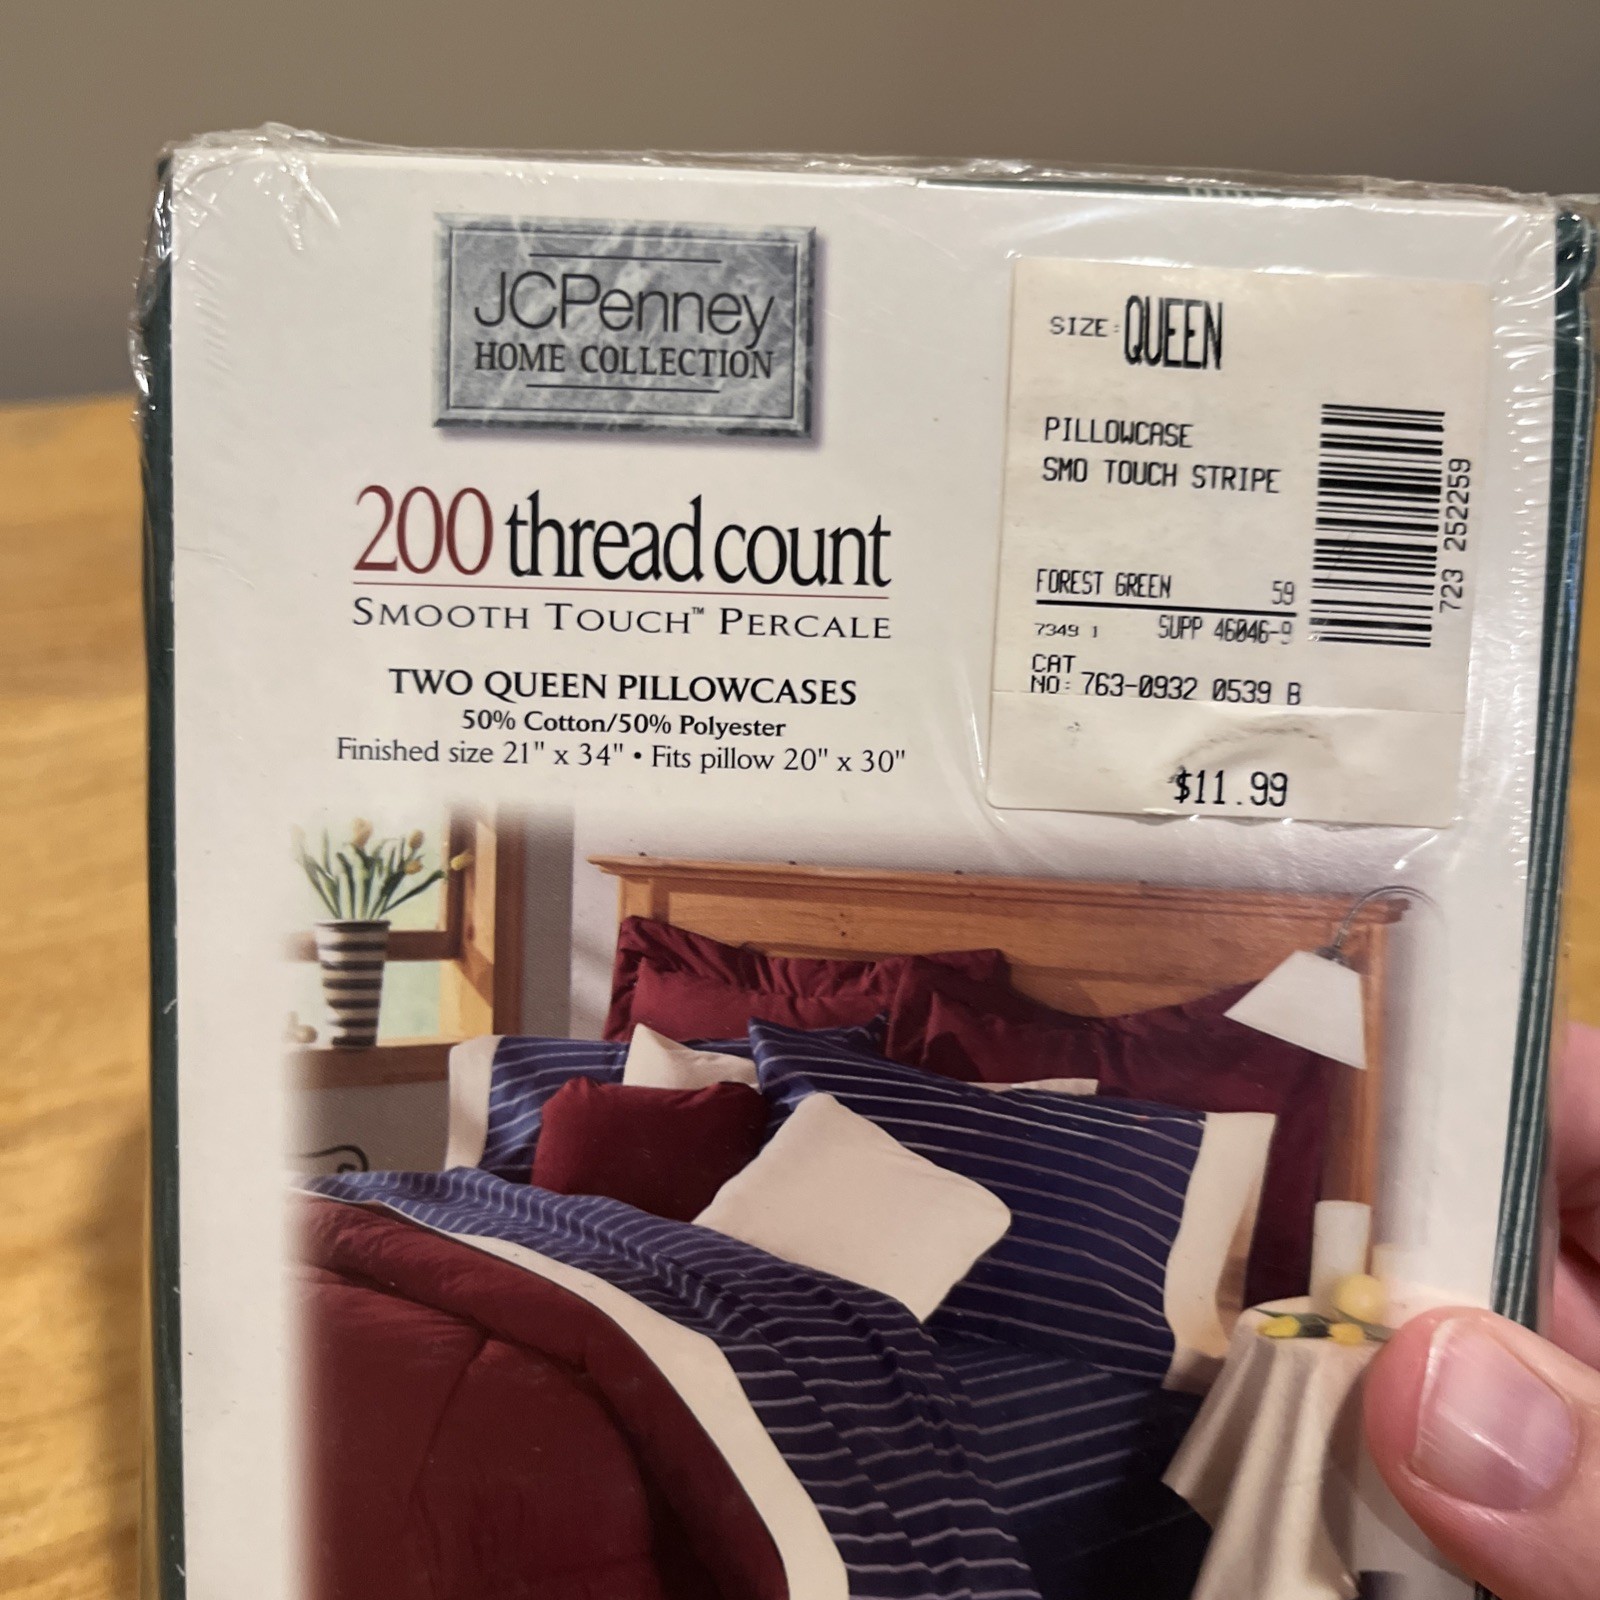 JCPenney
HOME COLLECTION
200 thread count
SMOOTH TOUCH™ PERCALE
TWO QUEEN PILLOWCASES
50% Cotton/50% Polyester
Finished size 21" x 34" • Fits pillow 20" x 30"
SIZE: QUEEN
PILLOWCASE
SMO TOUCH STRIPE
FOREST GREEN 59
7349 1 SUPP 46046-9
CAT
NO: 763-0932 0539 B
$11.99
723 252259